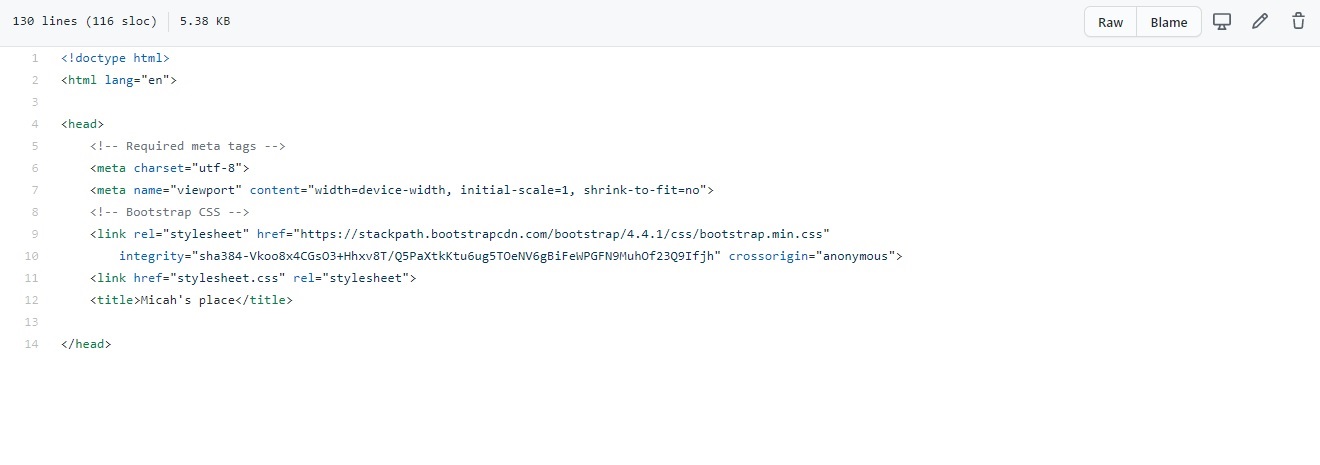 130 lines (116 sloc) 5.38 KB Raw Blame
1 <!doctype html>
2 <html lang="en">
3
4 <head>
5     <!-- Required meta tags -->
6     <meta charset="utf-8">
7     <meta name="viewport" content="width=device-width, initial-scale=1, shrink-to-fit=no">
8     <!-- Bootstrap CSS -->
9     <link rel="stylesheet" href="https://stackpath.bootstrapcdn.com/bootstrap/4.4.1/css/bootstrap.min.css"
10         integrity="sha384-Vkoo8x4CGsO3+Hhxv8T/Q5PaXtkKtu6ug5TOeNV6gBiFeWPGFN9MuhOf23Q9Ifjh" crossorigin="anonymous">
11     <link href="stylesheet.css" rel="stylesheet">
12     <title>Micah's place</title>
13
14 </head>